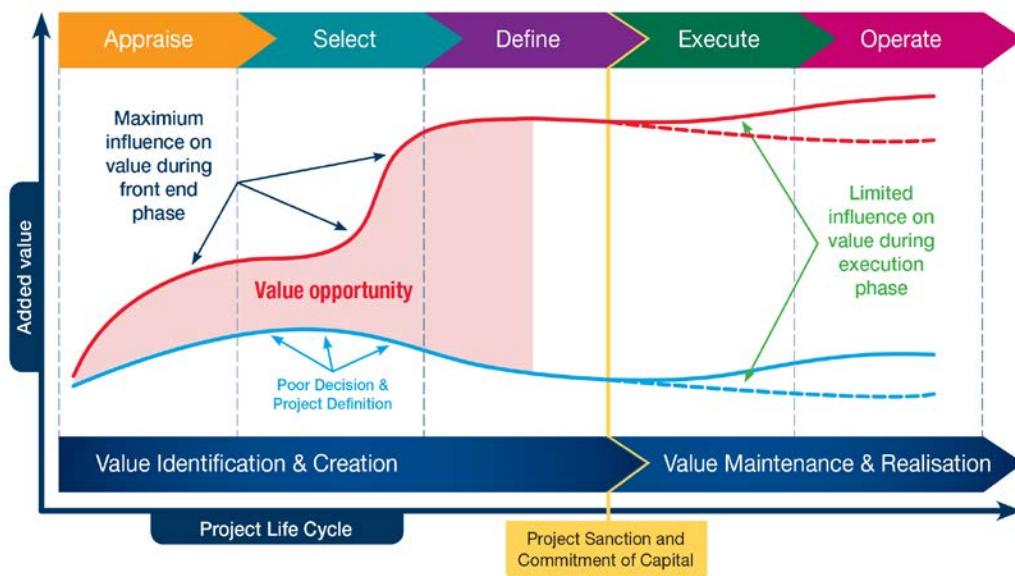 Appraise
Select
Define
Execute
Operate
Maximium
influence on
value during
front end
phase
Limited
influence on
value during
execution
phase
Added value
Value opportunity
Poor Decision &
Project Definition
Value Identification & Creation
Value Maintenance & Realisation
Project Life Cycle
Project Sanction and
Commitment of Capital